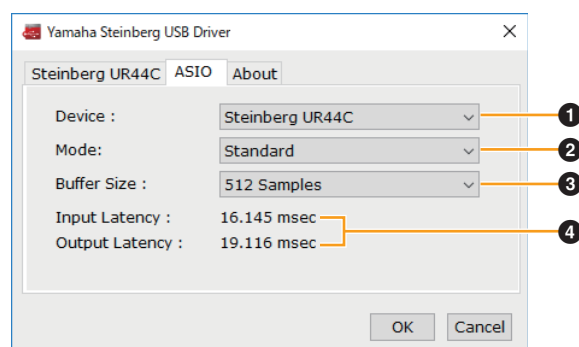 Yamaha Steinberg USB Driver
Steinberg UR44C ASIO About
Device : Steinberg UR44C 1
Mode: Standard 2
Buffer Size : 512 Samples 3
Input Latency : 16.145 msec
4
Output Latency : 19.116 msec
OK Cancel